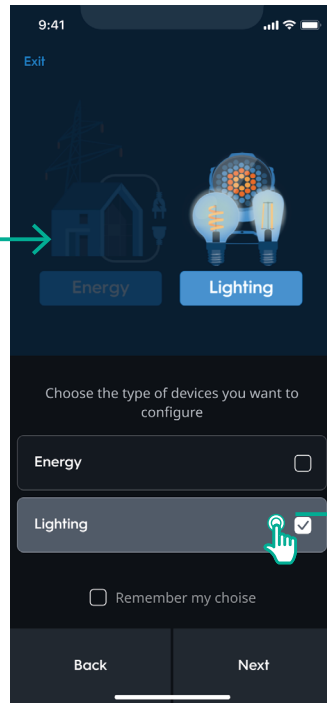 9:41
Exit
Energy Lighting
Choose the type of devices you want to
configure
Energy
Lighting
Remember my choise
Back Next